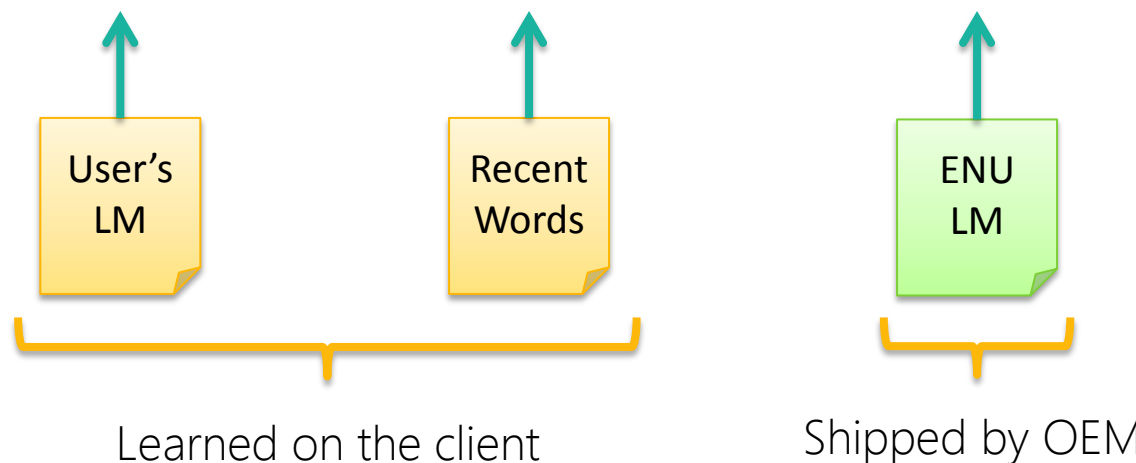 User’s
LM
Recent
Words
ENU
LM
Learned on the client
Shipped by OEM